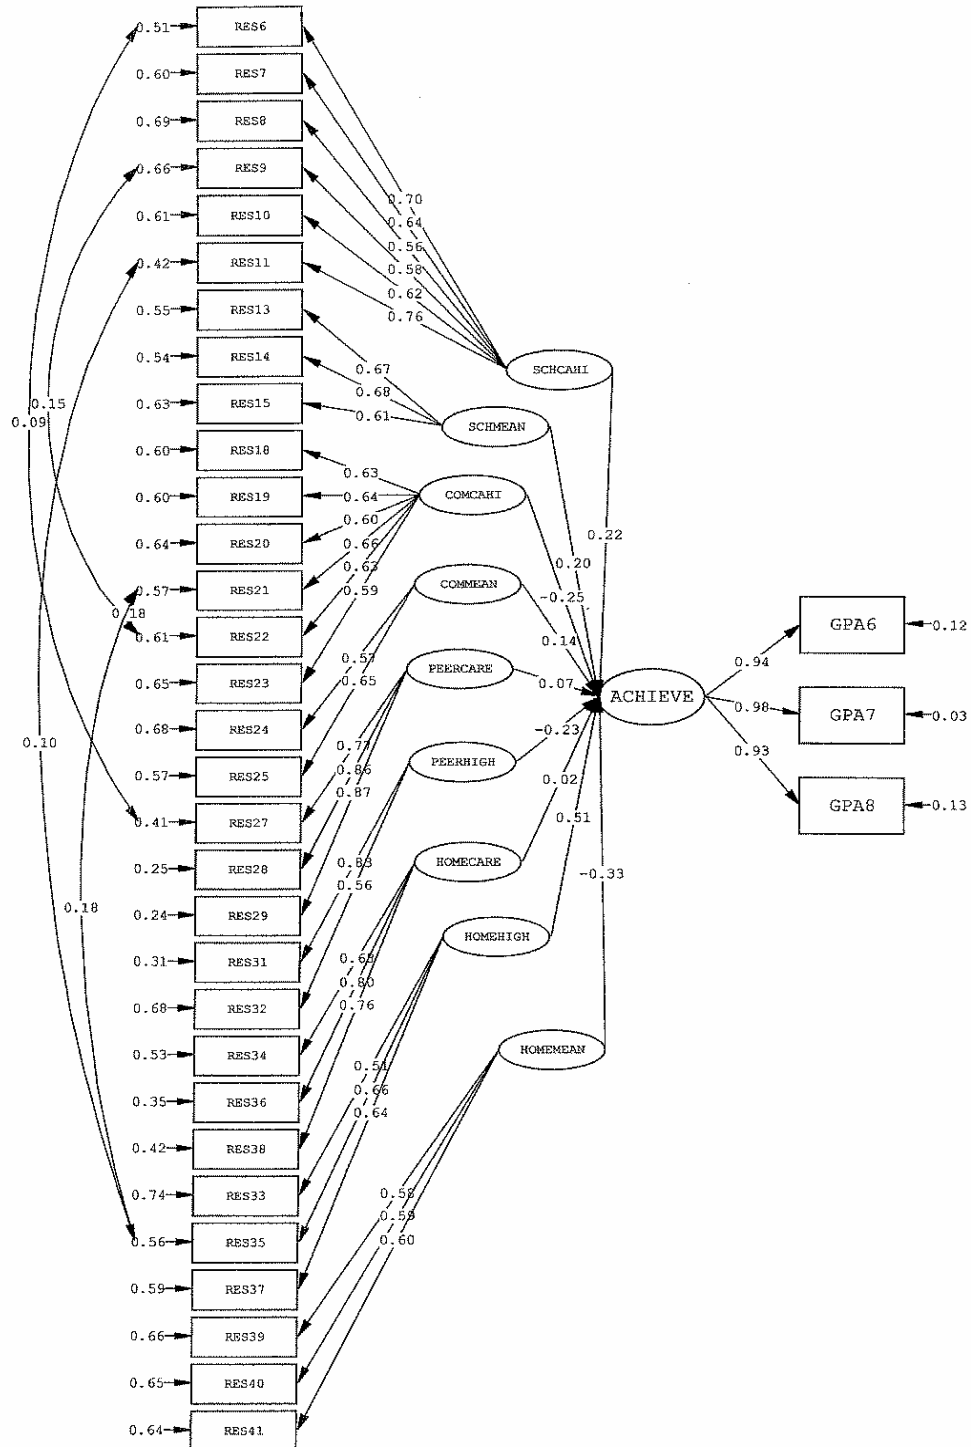 0.51 RES6
0.60 RES7
0.69 RES8
0.66 RES9
0.70
0.61 RES10
0.64
0.56
0.42 RES11
0.58
0.62
0.55 RES13
0.76
0.54 RES14
0.67
SCHCAHI
0.68
0.15
0.63 RES15
0.61
0.09
SCHMEAN
0.60 RES18
0.63
0.60 RES19
0.64
COMCAHI
0.60
0.22
0.64 RES20
0.66
0.20
0.63
0.57 RES21
0.59
COMMEAN
-0.25
0.18
0.61 RES22
0.14
GPA6
0.12
0.57
0.94
0.65 RES23
0.65
PEERCARE
0.07
ACHIEVE
0.98
GPA7
0.03
0.68 RES24
-0.23
0.10
0.77
0.93
0.57 RES25
0.86
PEERHIGH
0.02
0.87
GPA8
0.13
0.41 RES27
0.51
0.25 RES28
0.83
HOMECARE
-0.33
0.56
0.18
0.24 RES29
HOMEHIGH
0.31 RES31
0.80
0.68 RES32
0.76
0.53 RES34
HOMEMEAN
0.51
0.35 RES36
0.66
0.64
0.42 RES38
0.74 RES33
0.58
0.59
0.56 RES35
0.60
0.59 RES37
0.66 RES39
0.65 RES40
0.64 RES41